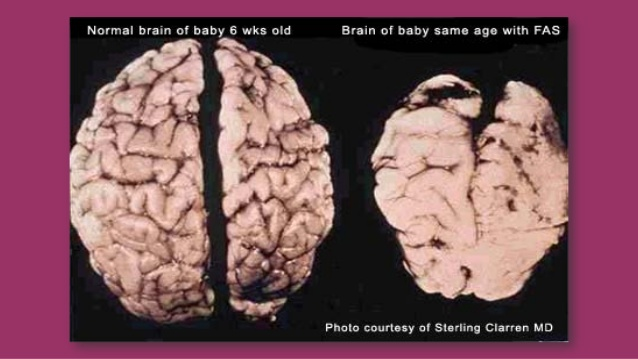 Normal brain of baby 6 wks old
Brain of baby same age with FAS
Photo courtesy of Sterling Clarren MD